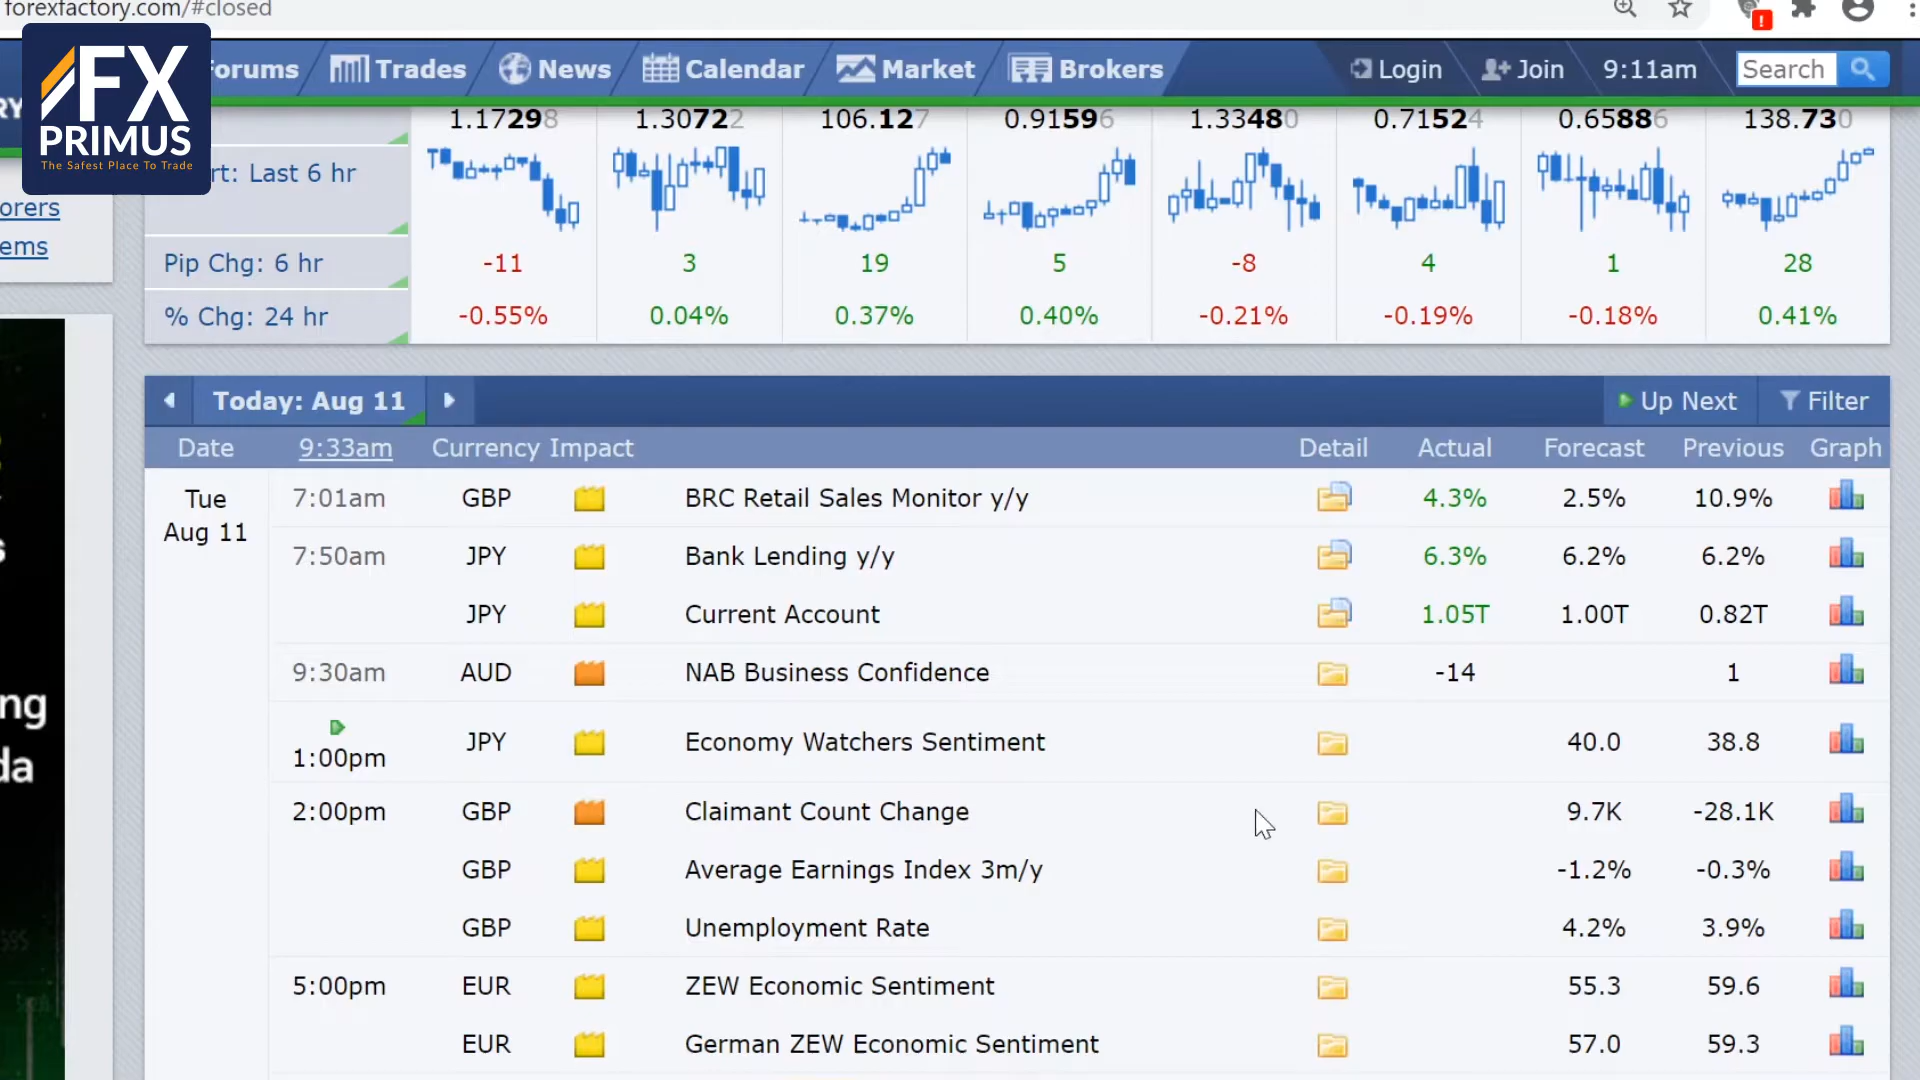 forexfactory.com/#closed
FX
PRIMUS
The Safest Place To Trade
RY
orums Trades News Calendar Market Brokers Login Join 9:11am Search
1.17298 1.30722 106.127 0.91596 1.33480 0.71524 0.65886 138.730
rt: Last 6 hr
orers
ems
Pip Chg: 6 hr -11 3 19 5 -8 4 1 28
% Chg: 24 hr -0.55% 0.04% 0.37% 0.40% -0.21% -0.19% -0.18% 0.41%
Today: Aug 11 Up Next Filter
Date 9:33am Currency Impact Detail Actual Forecast Previous Graph
Tue 7:01am GBP BRC Retail Sales Monitor y/y 4.3% 2.5% 10.9%
Aug 11
7:50am JPY Bank Lending y/y 6.3% 6.2% 6.2%
JPY Current Account 1.05T 1.00T 0.82T
9:30am AUD NAB Business Confidence -14 1
ng
1:00pm JPY Economy Watchers Sentiment 40.0 38.8
da
2:00pm GBP Claimant Count Change 9.7K -28.1K
GBP Average Earnings Index 3m/y -1.2% -0.3%
GBP Unemployment Rate 4.2% 3.9%
5:00pm EUR ZEW Economic Sentiment 55.3 59.6
EUR German ZEW Economic Sentiment 57.0 59.3